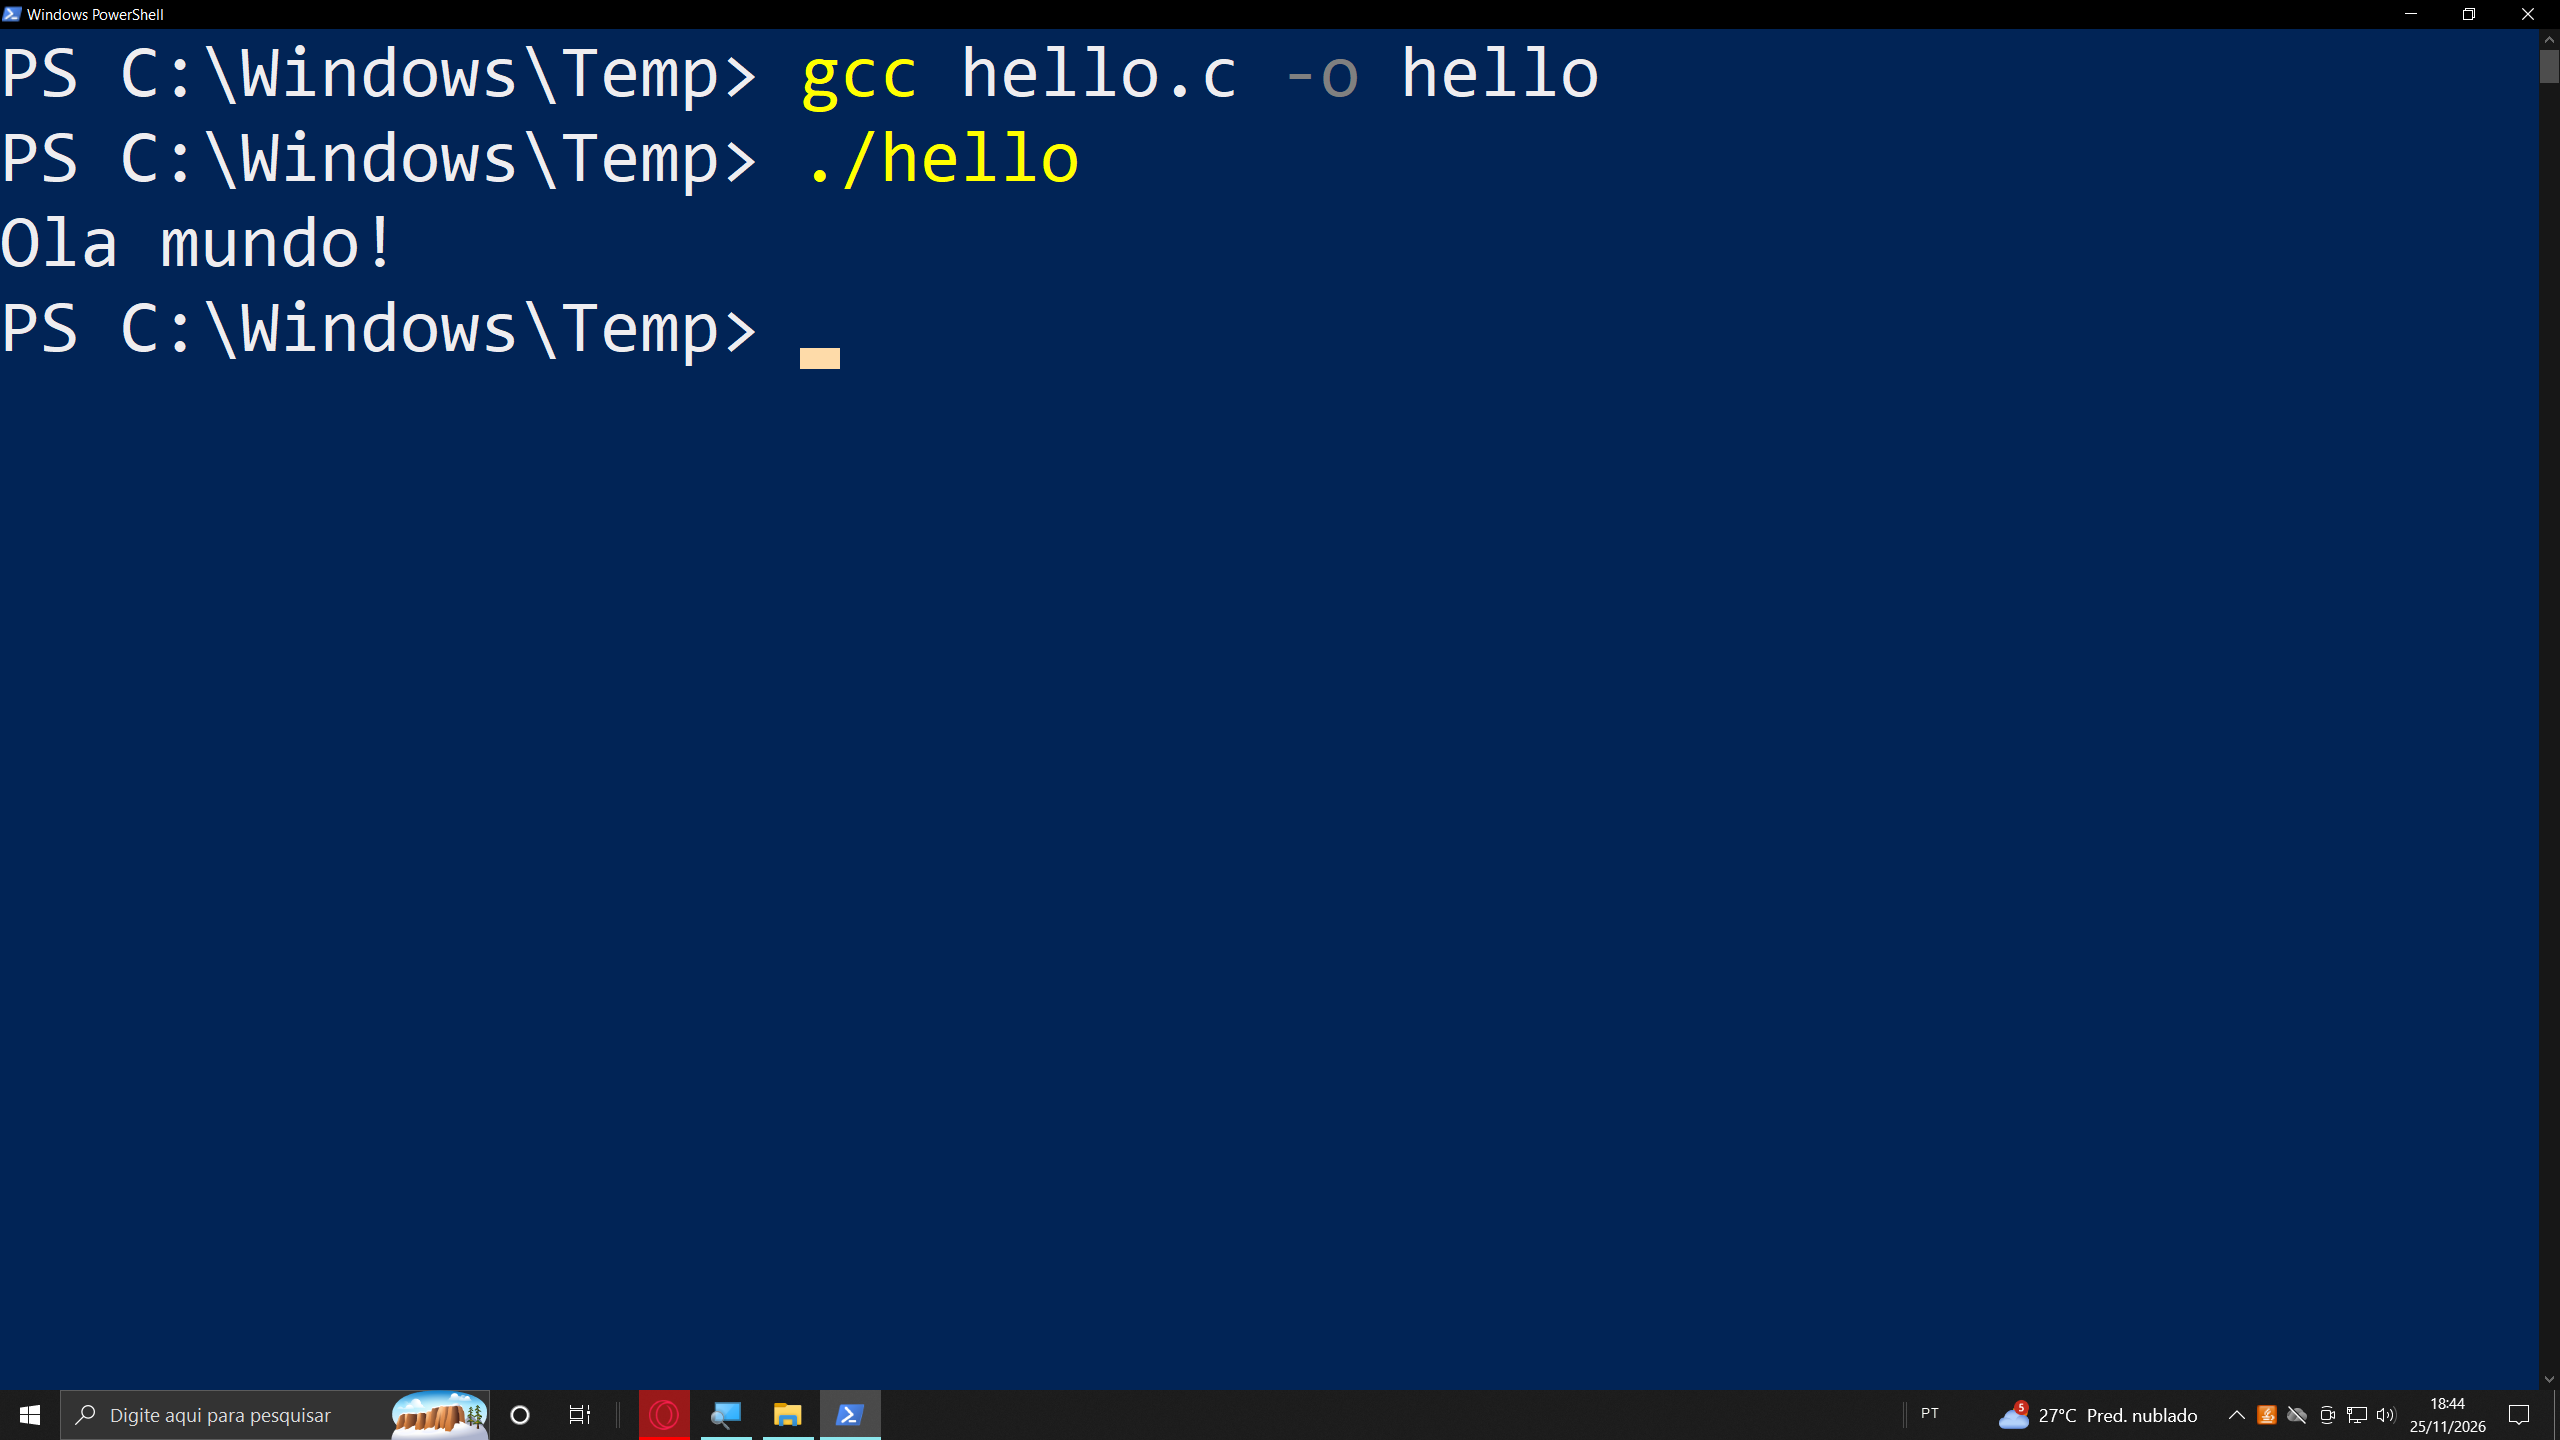 Windows PowerShell
PS C:\Windows\Temp> gcc hello.c -o hello
PS C:\Windows\Temp> ./hello
Ola mundo!
PS C:\Windows\Temp>
Digite aqui para pesquisar
PT
5
27°C Pred. nublado
18:44
25/11/2026